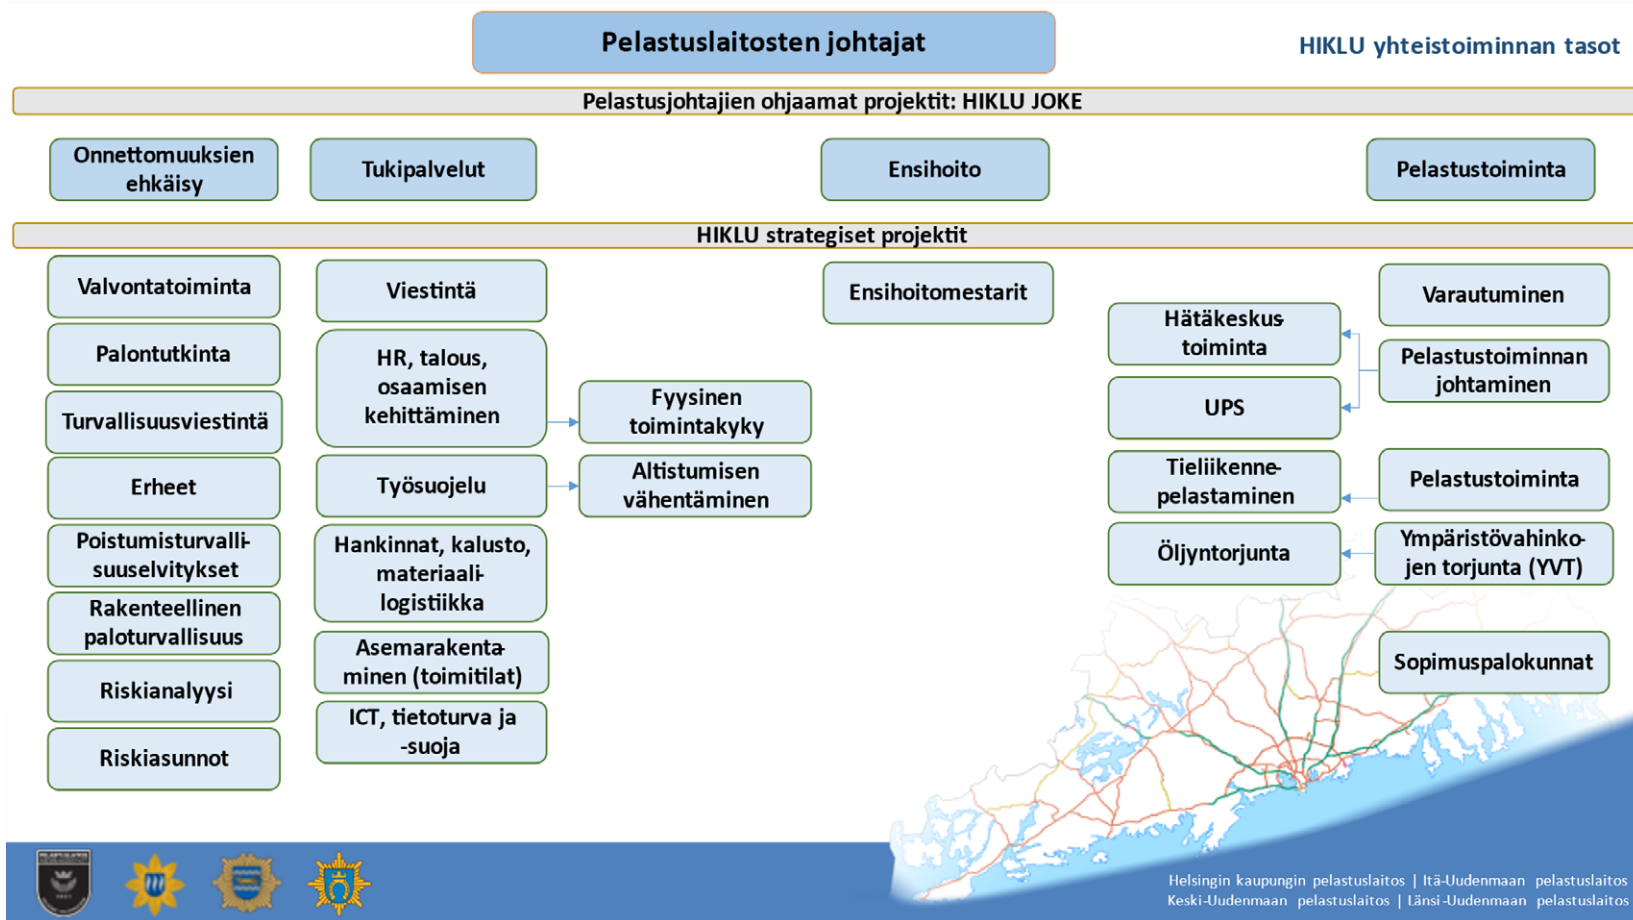 Pelastuslaitosten johtajat
HIKLU yhteistoiminnan tasot
Pelastusjohtajien ohjaamat projektit: HIKLU JOKE
Onnettomuuksien
ehkäisy
Tukipalvelut
Ensihoito
Pelastustoiminta
HIKLU strategiset projektit
Valvontatoiminta
Palontutkinta
Turvallisuusviestintä
Erheet
Poistumisturvalli-
suuselvitykset
Rakenteellinen
paloturvallisuus
Riskianalyysi
Riskiasunnot
Viestintä
HR, talous,
osaamisen
kehittäminen
Työsuojelu
Hankinnat, kalusto,
materiaali-
logistiikka
Asemarakenta-
minen (toimitilat)
ICT, tietoturva ja
-suoja
Fyysinen
toimintakyky
Altistumisen
vähentäminen
Ensihoitomestarit
Hätäkeskus-
toiminta
UPS
Tieliikenne-
pelastaminen
Öljyntorjunta
Varautuminen
Pelastustoiminnan
johtaminen
Pelastustoiminta
Ympäristövahinko-
jen torjunta (YVT)
Sopimuspalokunnat
PELASTUSLAITOS
Helsingin kaupungin pelastuslaitos | Itä-Uudenmaan pelastuslaitos
Keski-Uudenmaan pelastuslaitos | Länsi-Uudenmaan pelastuslaitos